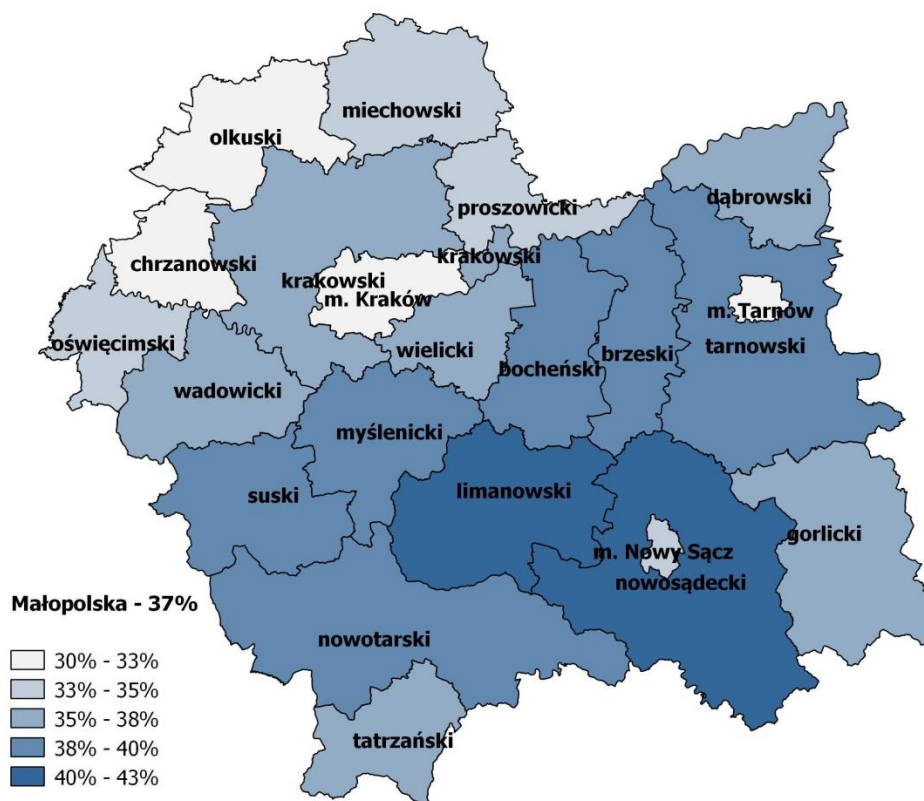 miechowski
olkuski
dąbrowski
proszowicki
krakowski
chrzanowski
krakowski
m. Kraków
m. Tarnów
oświęcimski
wielicki
bocheński
brzeski
tarnowski
wadowicki
myślenicki
suski
limanowski
gorlicki
m. Nowy Sącz
nowosądecki
nowotarski
tatrzański
Małopolska - 37%
30% - 33%
33% - 35%
35% - 38%
38% - 40%
40% - 43%